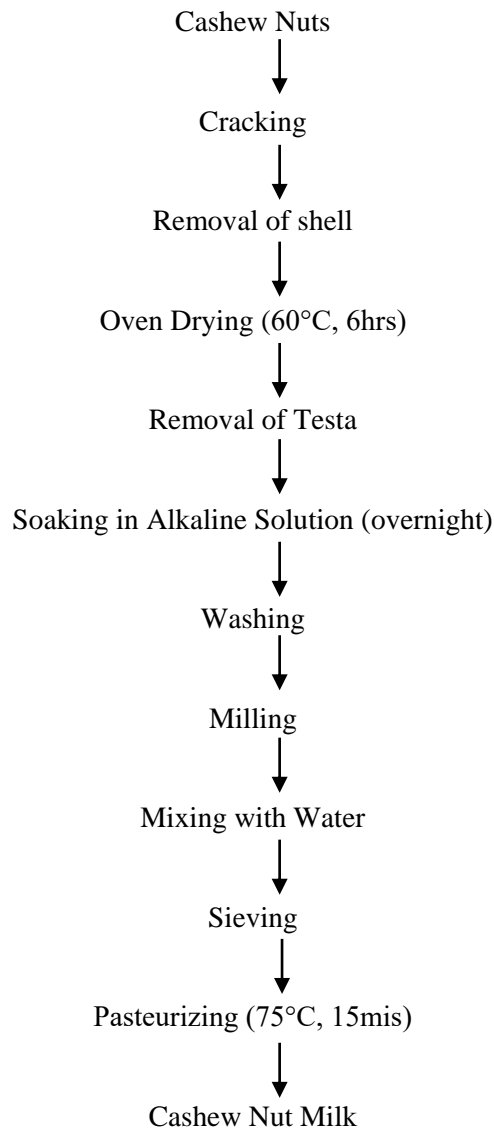 Cashew Nuts
Cracking
Removal of shell
Oven Drying (60°C, 6hrs)
Removal of Testa
Soaking in Alkaline Solution (overnight)
Washing
Milling
Mixing with Water
Sieving
Pasteurizing (75°C, 15mis)
Cashew Nut Milk